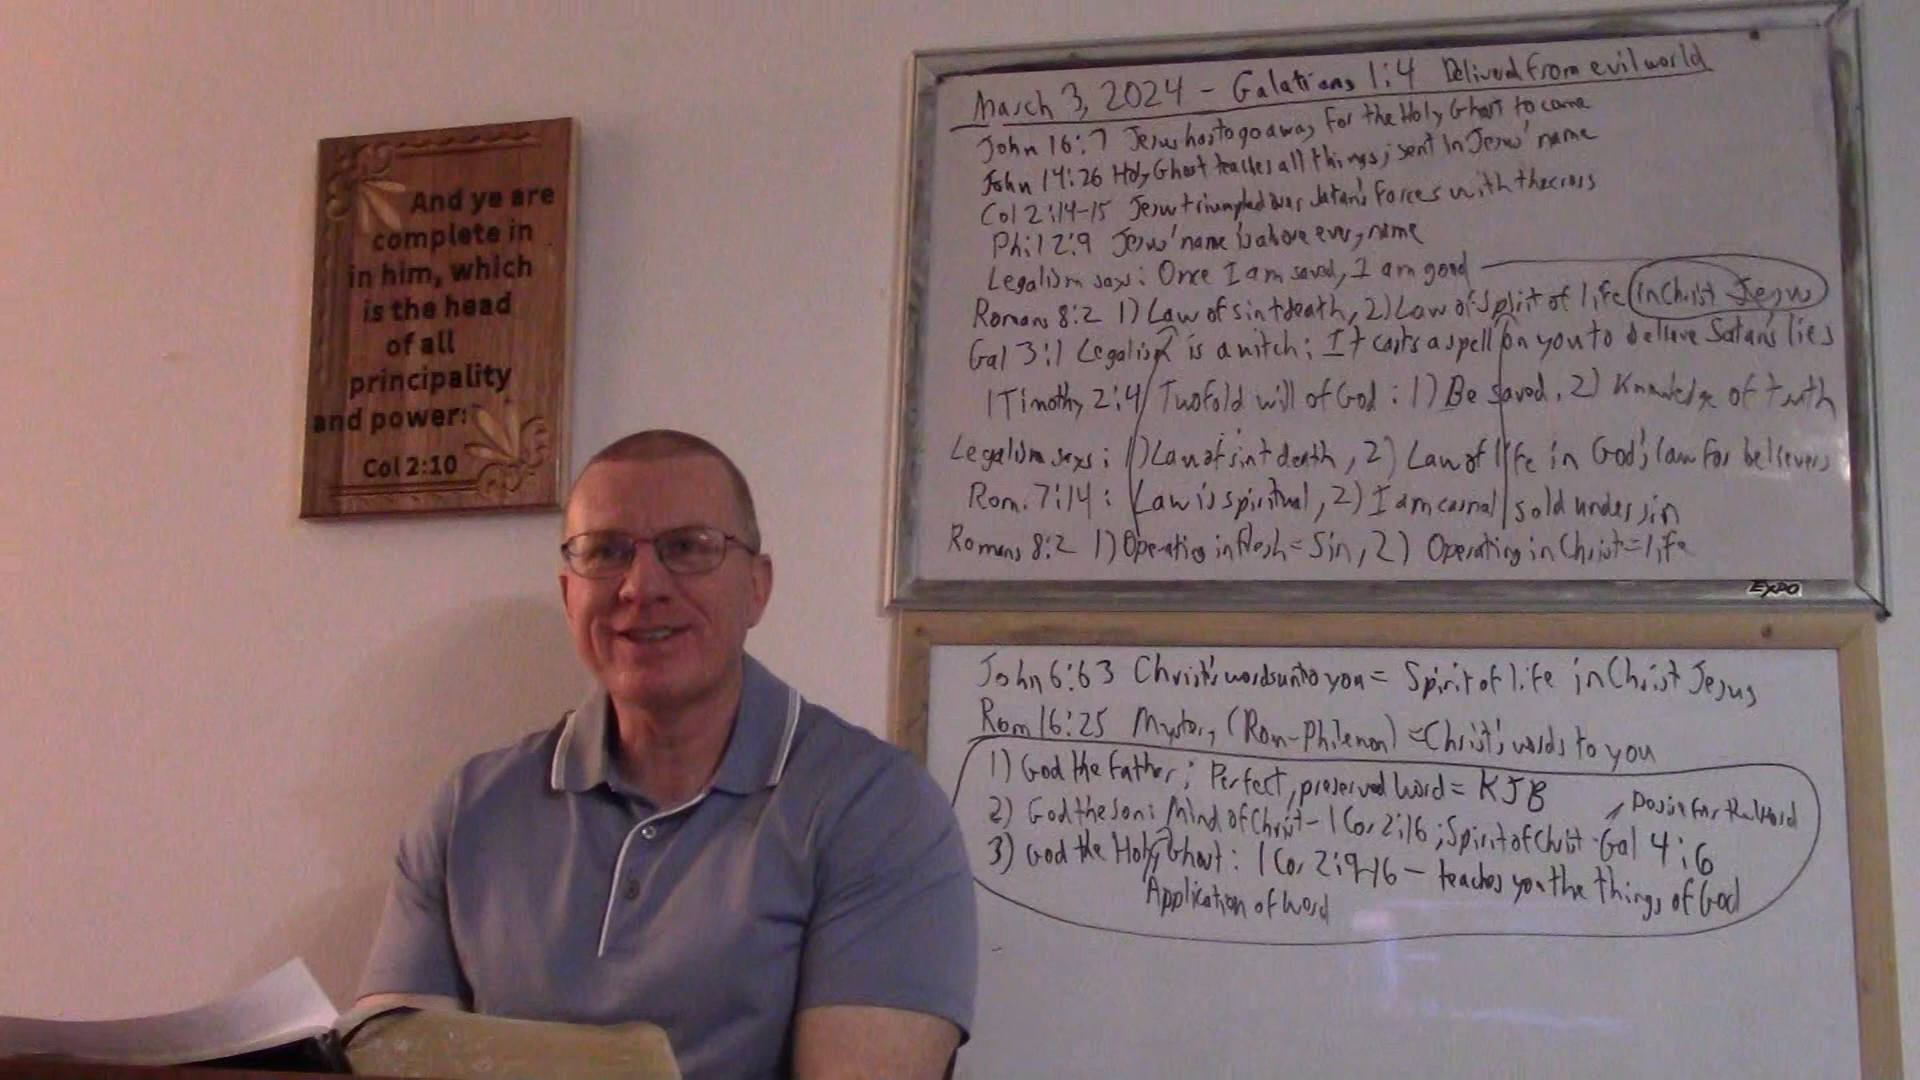 And ye are
complete in
in him, which
is the head
of all
principality
and power:
Col 2:10
March 3, 2024 - Galatians 1:4 Delivered from evil world
John 16:7 Jesus has to go away for the Holy Ghost to come
John 14:26 Holy Ghost teaches all things; sent in Jesus' name
Col 2:14-15 Jesus triumphed over Satan's forces with the cross
Phil 2:9 Jesus' name is above every name
Legalism says: Once I am saved, I am good
Romans 8:2 1) Law of sin + death, 2) Law of Spirit of life in Christ Jesus
Gal 3:1 Legalism is a witch; It casts a spell on you to believe Satan's lies
1 Timothy 2:4 Twofold will of God: 1) Be saved, 2) Knowledge of truth
Legalism says: 1) Law of sin + death, 2) Law of life in God's law for believers
Rom. 7:14: Law is spiritual, 2) I am carnal sold under sin
Romans 8:2 1) Operating in flesh = Sin, 2) Operating in Christ = life
EXPO
John 6:63 Christ's words unto you = Spirit of life in Christ Jesus
Rom 16:25 Mystery (Rom-Philemon) = Christ's words to you
1) God the Father: Perfect, preserved word = KJB
Desire for the Word
2) God the Son: Mind of Christ - 1 Cor 2:16; Spirit of Christ Gal 4:6
3) God the Holy Ghost: 1 Cor 2:9-16 - teaches you the things of God
Application of Word